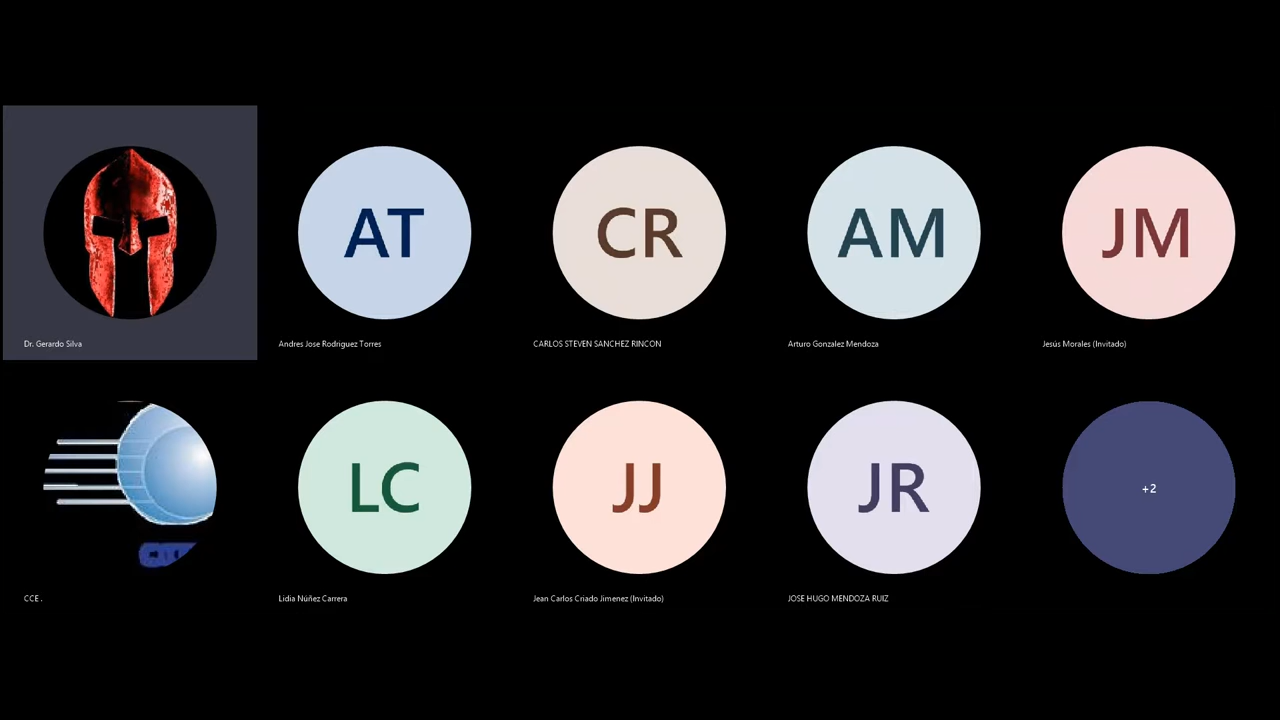 AT
CR
AM
JM
Dr. Gerardo Silva
Andres Jose Rodriguez Torres
CARLOS STEVEN SANCHEZ RINCON
Arturo Gonzalez Mendoza
Jesús Morales (Invitado)
LC
JJ
JR
+2
CCE .
Lidia Núñez Carrera
Jean Carlos Criado Jimenez (Invitado)
JOSE HUGO MENDOZA RUIZ